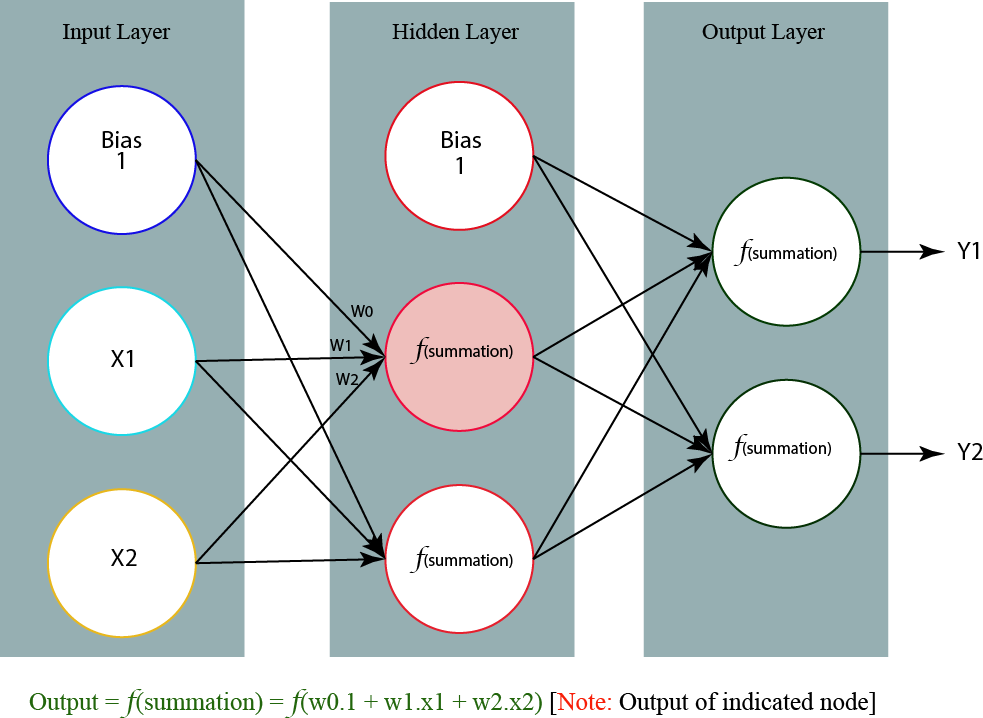 Input Layer
Hidden Layer
Output Layer
Bias
1
Bias
1
f(summation)
Y1
W0
X1
W1
f(summation)
W2
f(summation)
Y2
X2
f(summation)
Output = f(summation) = f(w0.1 + w1.x1 + w2.x2) [Note: Output of indicated node]